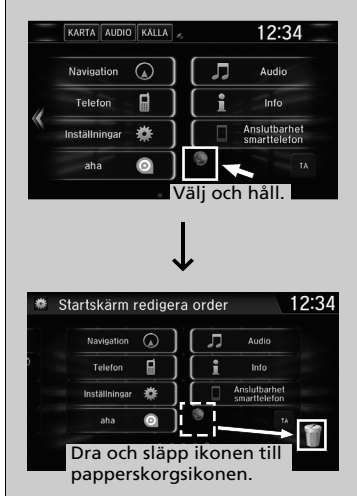 KARTA AUDIO KÄLLA 12:34
Navigation Audio
Telefon Info
Inställningar Anslutbarhet
smarttelefon
aha TA
Välj och håll.
Startskärm redigera order 12:34
Navigation Audio
Telefon Info
Inställningar Anslutbarhet
smarttelefon
aha TA
Dra och släpp ikonen till
papperskorgsikonen.